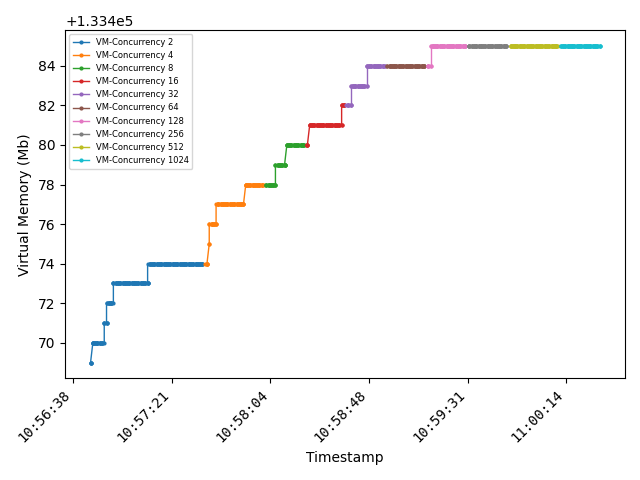 +1.334e5
VM-Concurrency 2
VM-Concurrency 4
VM-Concurrency 8
VM-Concurrency 16
VM-Concurrency 32
VM-Concurrency 64
VM-Concurrency 128
VM-Concurrency 256
VM-Concurrency 512
VM-Concurrency 1024
Virtual Memory (Mb)
84
82
80
78
76
74
72
70
10:56:38
10:57:21
10:58:04
10:58:48
10:59:31
11:00:14
Timestamp